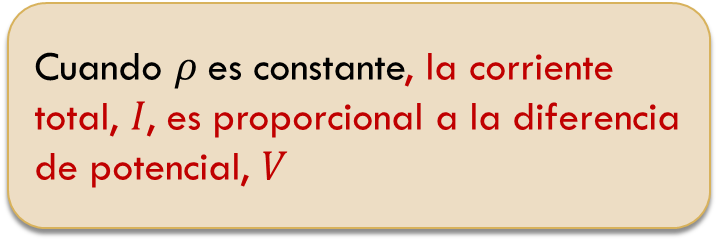 Cuando ρ es constante, la corriente
total, I, es proporcional a la diferencia
de potencial, V